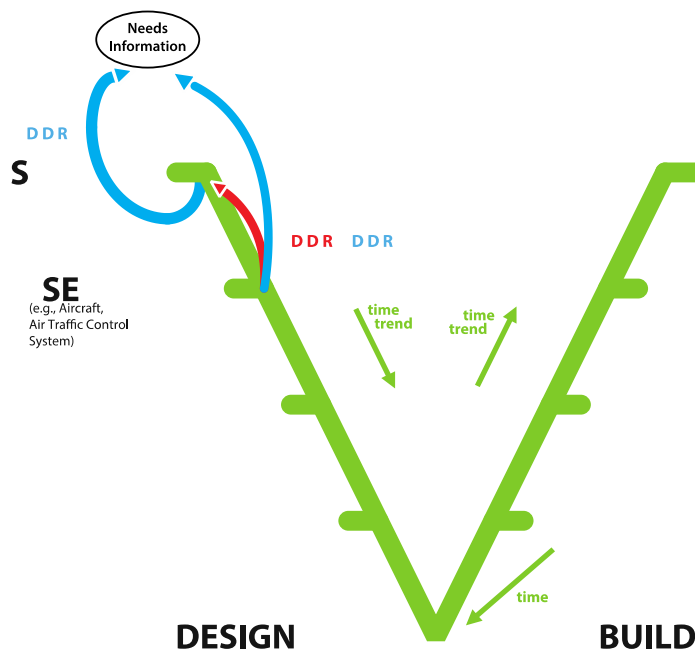 Needs
Information
DDR
S
DDR DDR
SE
(e.g., Aircraft,
Air Traffic Control
System)
time
trend
time
trend
time
DESIGN
BUILD